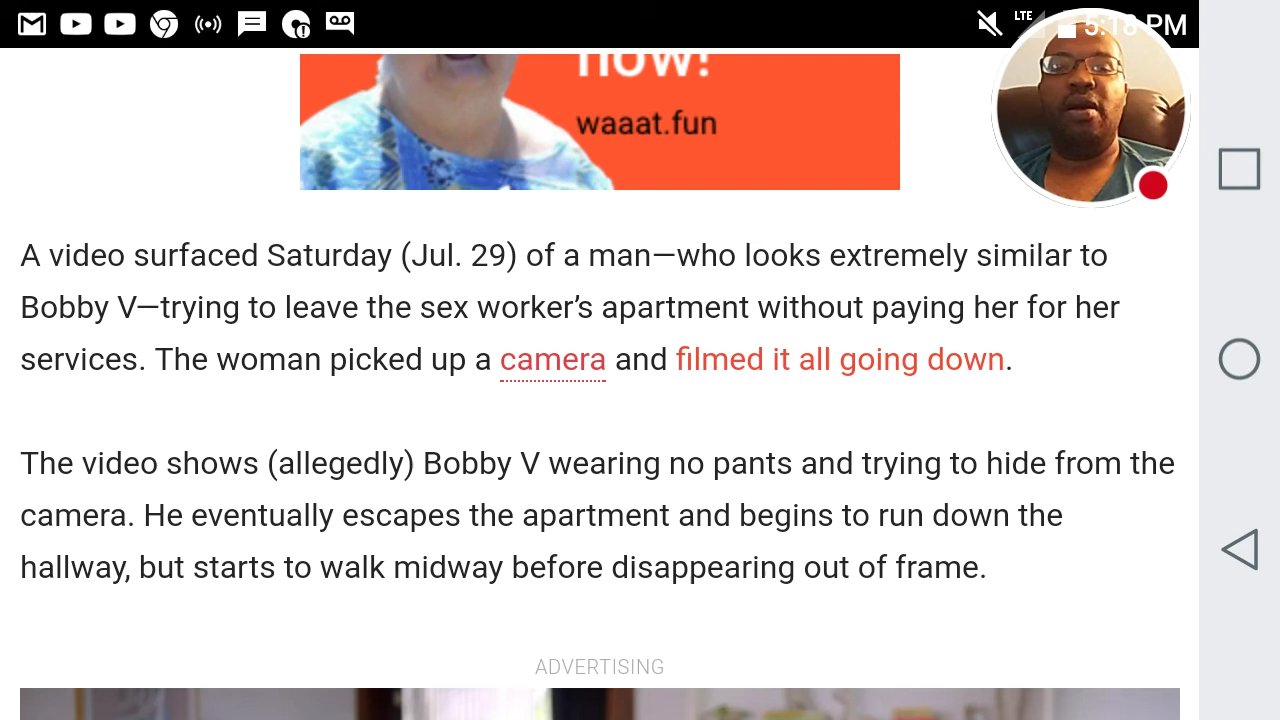 LTE 5:18 PM
now!
waaat.fun
A video surfaced Saturday (Jul. 29) of a man—who looks extremely similar to
Bobby V—trying to leave the sex worker’s apartment without paying her for her
services. The woman picked up a camera and filmed it all going down.
The video shows (allegedly) Bobby V wearing no pants and trying to hide from the
camera. He eventually escapes the apartment and begins to run down the
hallway, but starts to walk midway before disappearing out of frame.
ADVERTISING